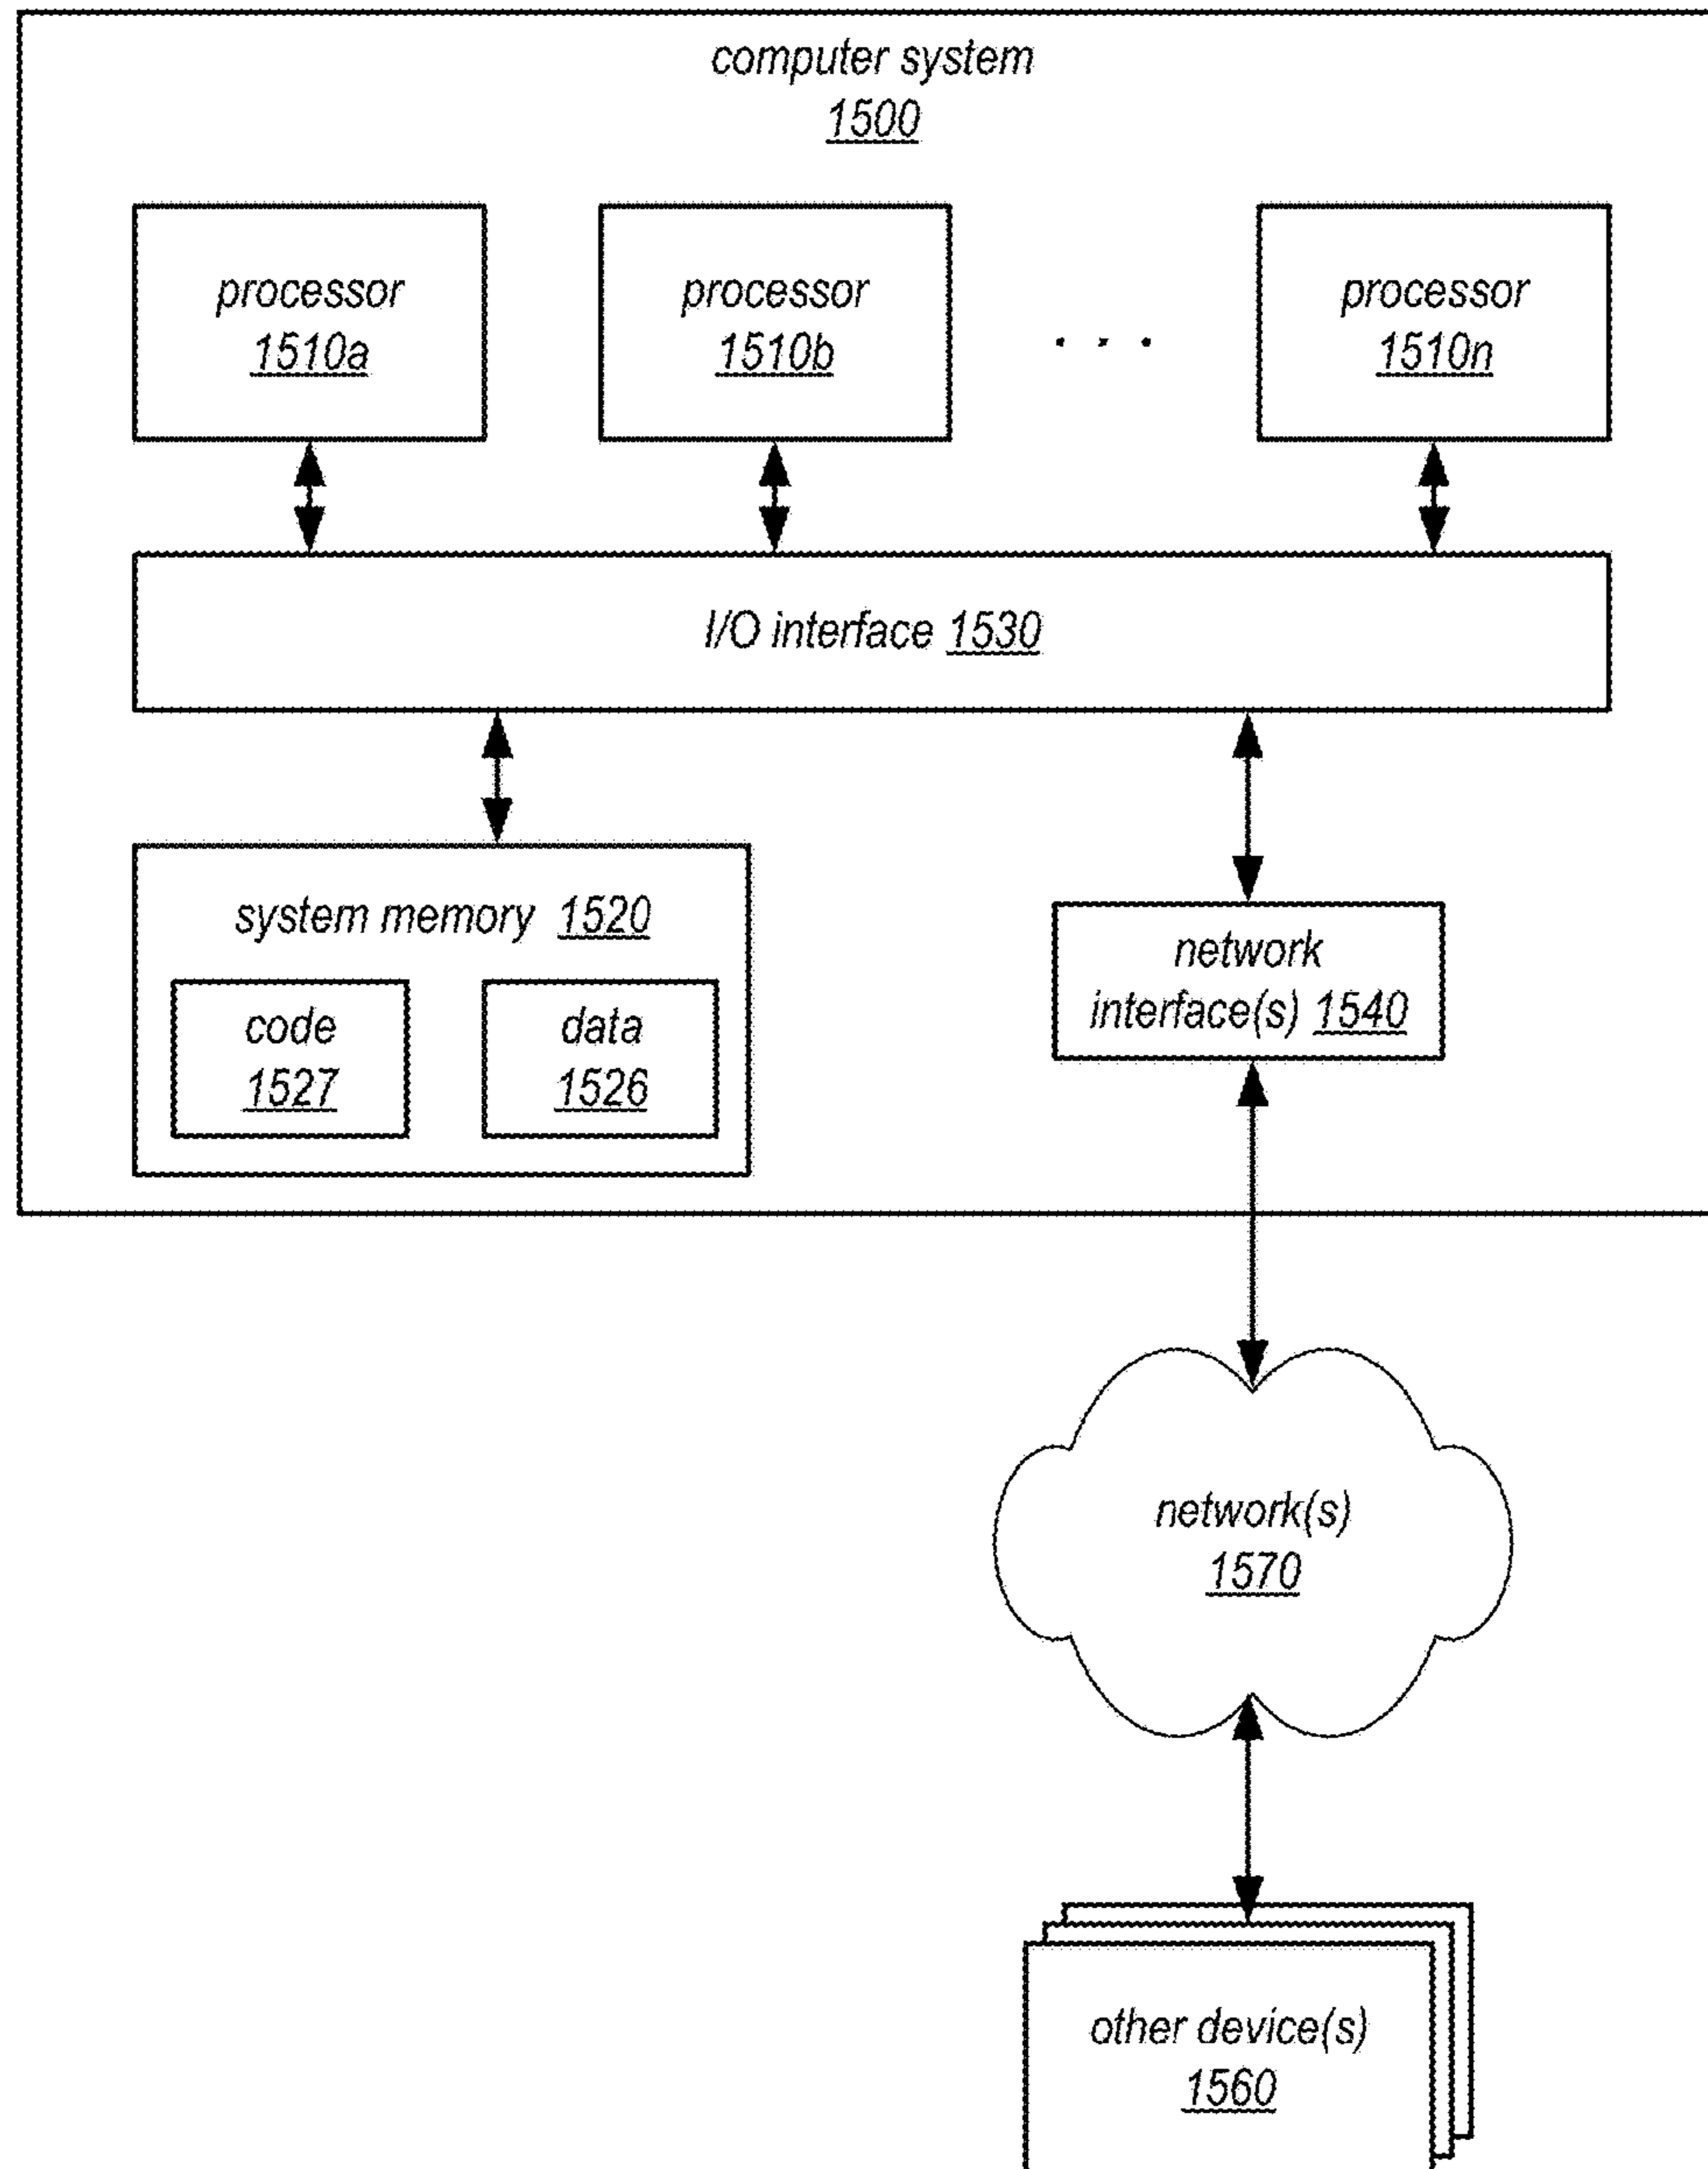 computer system
1500
processor
1510a
processor
1510b
. . .
processor
1510n
I/O interface 1530
system memory 1520
code
1527
data
1526
network
interface(s) 1540
network(s)
1570
other device(s)
1560